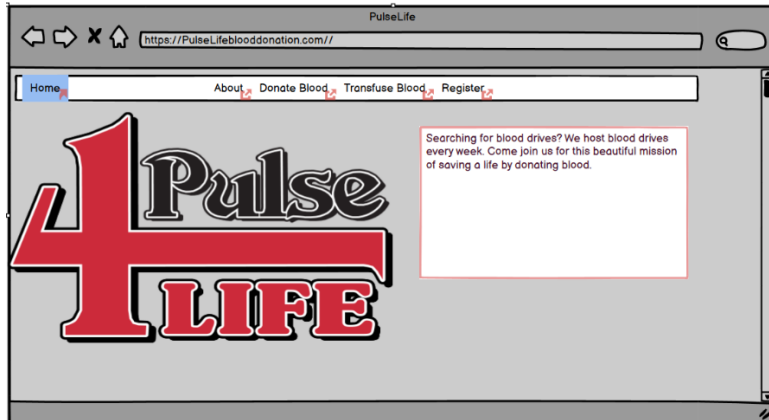 PulseLife
https://PulseLifeblooddonation.com//
Home About Donate Blood Transfuse Blood Register
4 Pulse
LIFE
Searching for blood drives? We host blood drives
every week. Come join us for this beautiful mission
of saving a life by donating blood.